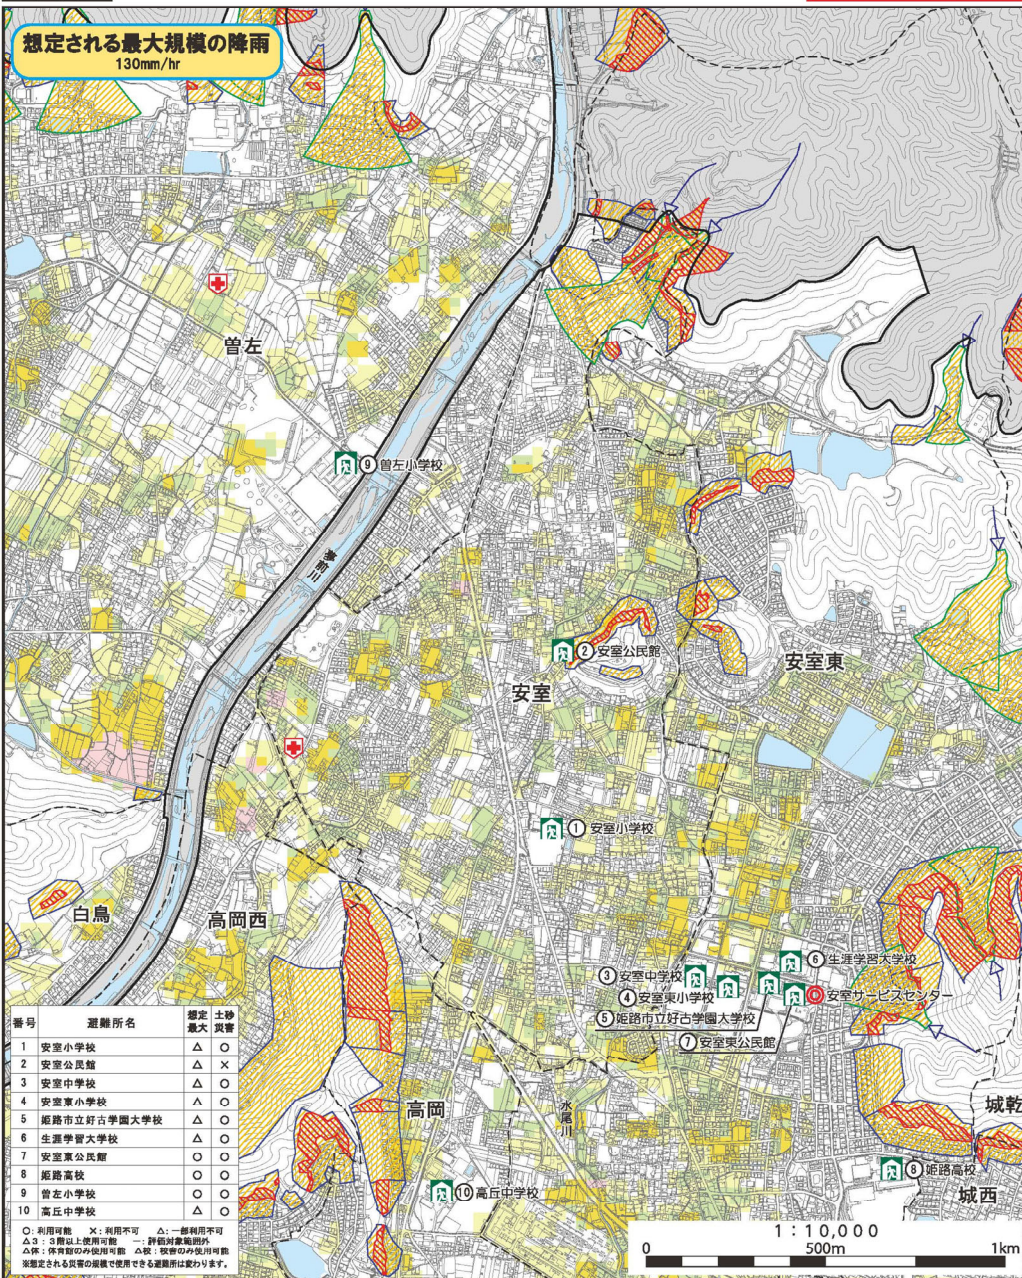 想定される最大規模の降雨
130mm/hr
曽左
⑨ 曽左小学校
夢前川
② 安室公民館
安室東
安室
① 安室小学校
白鳥
高岡西
⑥ 生涯学習大学校
③ 安室中学校
安室サービスセンター
④ 安室東小学校
⑤ 姫路市立好古学園大学校
⑦ 安室東公民館
高岡
水尾川
城乾
⑧ 姫路高校
城西
⑩ 高丘中学校
番号 避難所名 想定最大 土砂災害
1 安室小学校 △ ○
2 安室公民館 △ ×
3 安室中学校 △ ○
4 安室東小学校 △ ○
5 姫路市立好古学園大学校 △ ○
6 生涯学習大学校 △ ○
7 安室東公民館 ○ ○
8 姫路高校 ○ ○
9 曽左小学校 ○ ○
10 高丘中学校 △ ○
○:利用可能 ×:利用不可 △:一部利用不可
△3:3階以上使用可能 ー:評価対象範囲外
△体:体育館のみ使用可能 △校:校舎のみ使用可能
※想定される災害の規模で使用できる避難所は変わります。
1:10,000
0 500m 1km